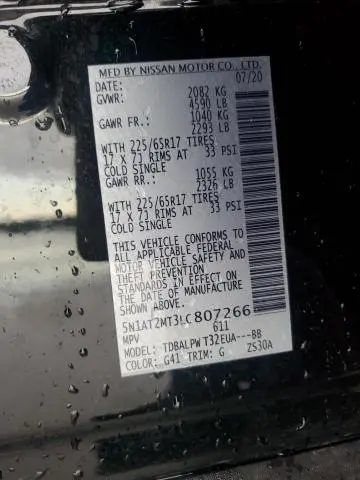 MFD BY NISSAN MOTOR CO., LTD.
DATE: 07/20
GVWR: 2082 KG
4590 LB
GAWR FR.: 1040 KG
2293 LB
WITH 225/65R17 TIRES
17 X 7J RIMS AT 33 PSI
COLD SINGLE
GAWR RR.: 1055 KG
2326 LB
WITH 225/65R17 TIRES
17 X 7J RIMS AT 33 PSI
COLD SINGLE
THIS VEHICLE CONFORMS TO
ALL APPLICABLE FEDERAL
MOTOR VEHICLE SAFETY AND
THEFT PREVENTION
STANDARDS IN EFFECT ON
THE DATE OF MANUFACTURE
SHOWN ABOVE.
5N1AT2MT3LC807266
MPV 611
MODEL: TDBALPW T32EUA---BB
COLOR: G41 TRIM: G ZS30A